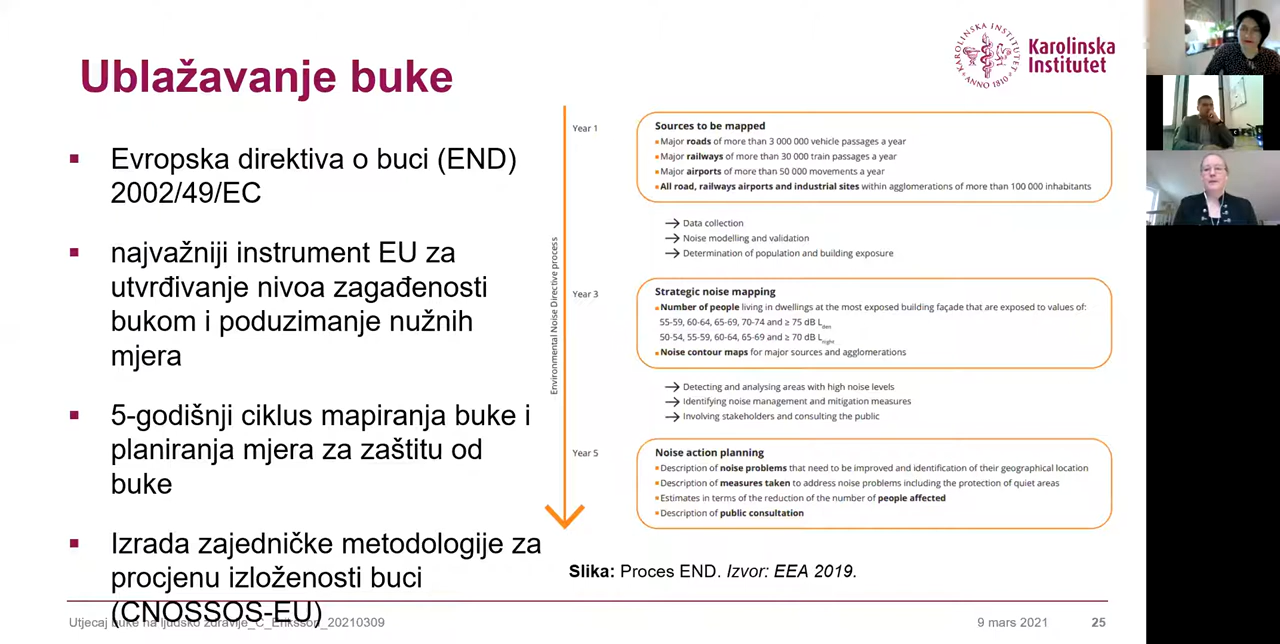 Ublažavanje buke
KAROLINSKA INSTITUTET
ANNO 1810
Karolinska
Institutet
Evropska direktiva o buci (END)
2002/49/EC
najvažniji instrument EU za
utvrđivanje nivoa zagađenosti
bukom i poduzimanje nužnih
mjera
5-godišnji ciklus mapiranja buke i
planiranja mjera za zaštitu od
buke
Izrada zajedničke metodologije za
procjenu izloženosti buci
(CNOSSOS-EU)
Environmental Noise Directive process
Year 1
Sources to be mapped
Major roads of more than 3 000 000 vehicle passages a year
Major railways of more than 30 000 train passages a year
Major airports of more than 50 000 movements a year
All road, railways airports and industrial sites within agglomerations of more than 100 000 inhabitants
→ Data collection
→ Noise modelling and validation
→ Determination of population and building exposure
Year 3
Strategic noise mapping
Number of people living in dwellings at the most exposed building façade that are exposed to values of:
55-59, 60-64, 65-69, 70-74 and ≥ 75 dB Lden
50-54, 55-59, 60-64, 65-69 and ≥ 70 dB Lnight
Noise contour maps for major sources and agglomerations
→ Detecting and analysing areas with high noise levels
→ Identifying noise management and mitigation measures
→ Involving stakeholders and consulting the public
Year 5
Noise action planning
Description of noise problems that need to be improved and identification of their geographical location
Description of measures taken to address noise problems including the protection of quiet areas
Estimates in terms of the reduction of the number of people affected
Description of public consultation
Slika: Proces END. Izvor: EEA 2019.
Utjecaj buke na ljudsko zdravlje_C_Eriksson_20210309
9 mars 2021
25